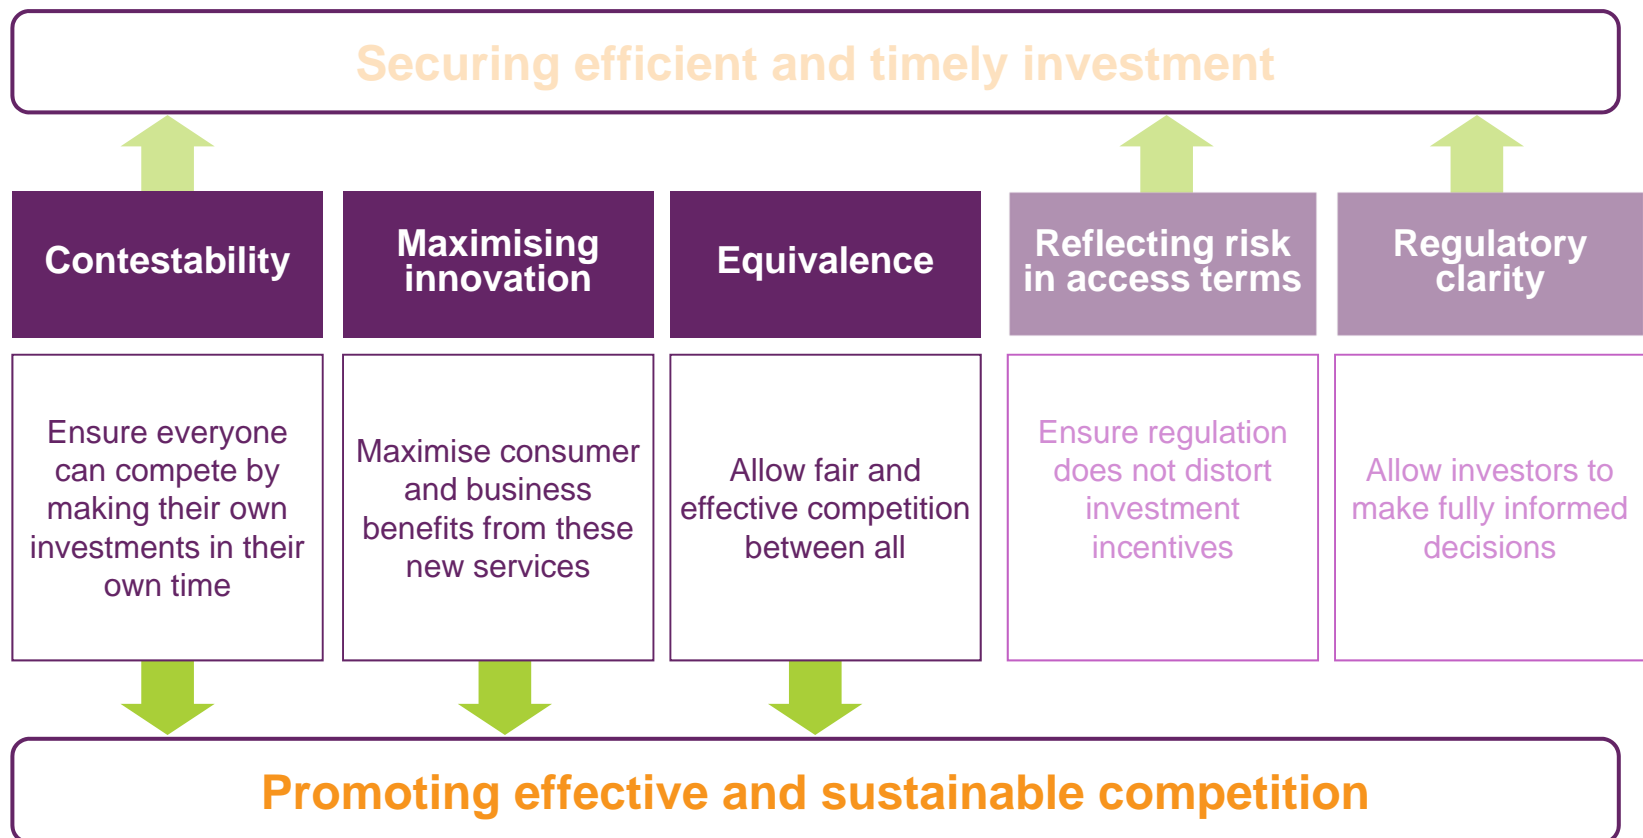 Securing efficient and timely investment
Contestability
Maximising
innovation
Equivalence
Reflecting risk
in access terms
Regulatory
clarity
Ensure everyone
can compete by
making their own
investments in their
own time
Maximise consumer
and business
benefits from these
new services
Allow fair and
effective competition
between all
Ensure regulation
does not distort
investment
incentives
Allow investors to
make fully informed
decisions
Promoting effective and sustainable competition